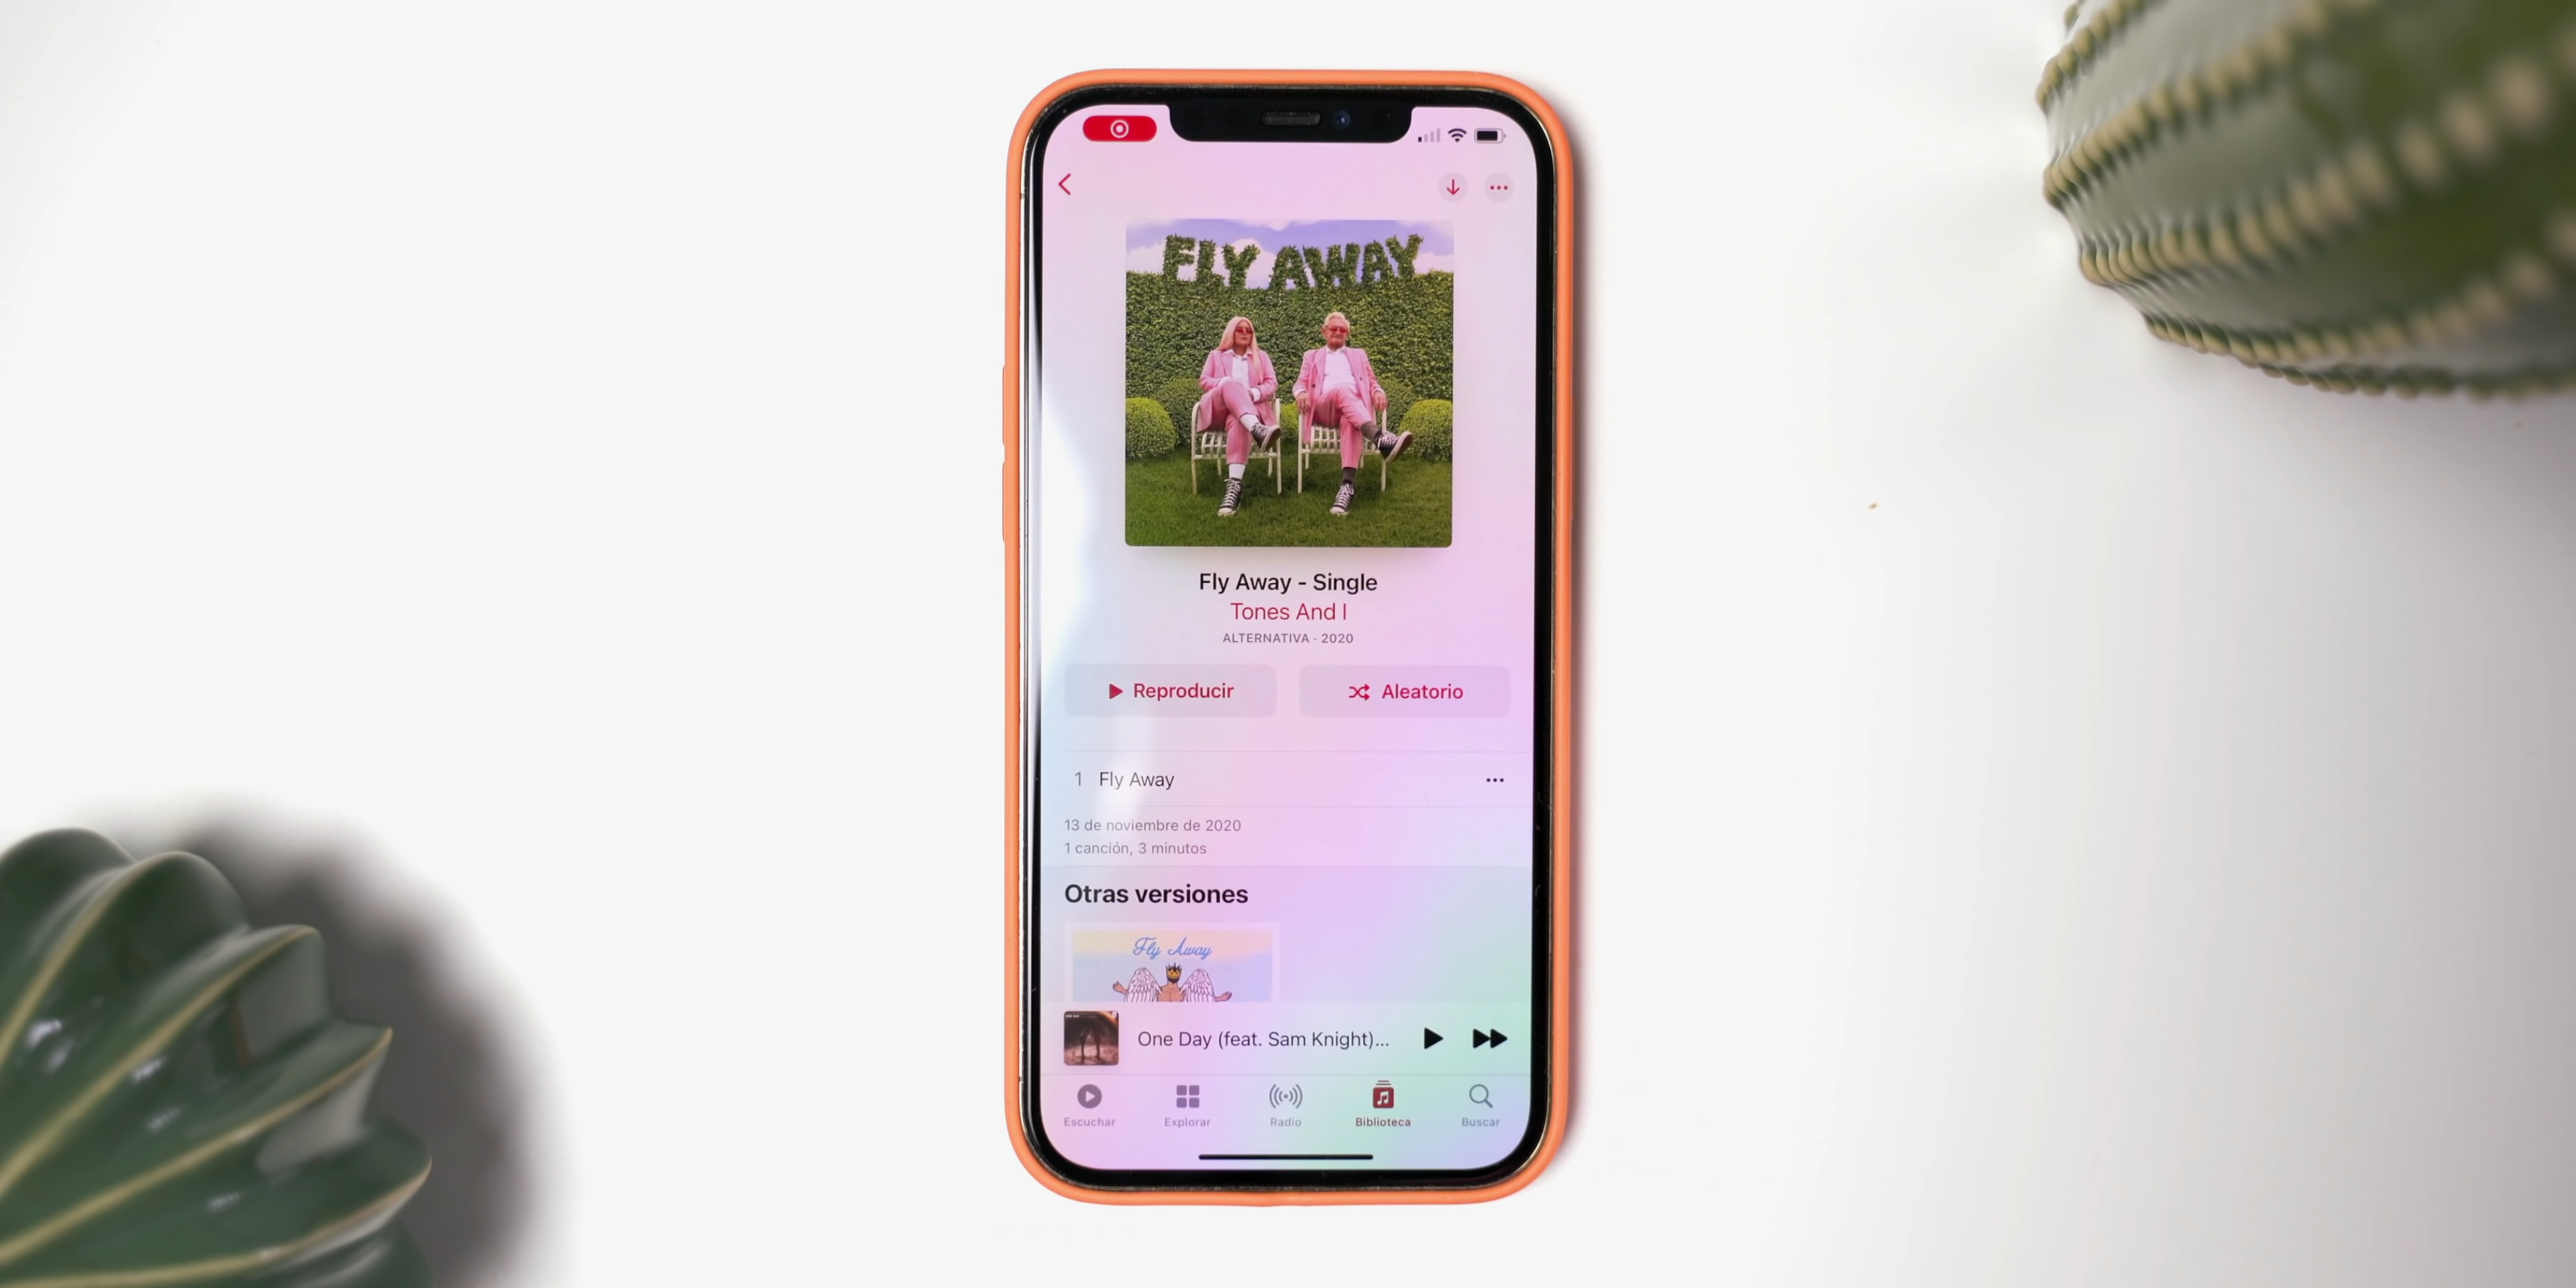 FLY AWAY
Fly Away - Single
Tones And I
ALTERNATIVA · 2020
Reproducir
Aleatorio
1 Fly Away
13 de noviembre de 2020
1 canción, 3 minutos
Otras versiones
Fly Away
One Day (feat. Sam Knight)...
Escuchar
Explorar
Radio
Biblioteca
Buscar